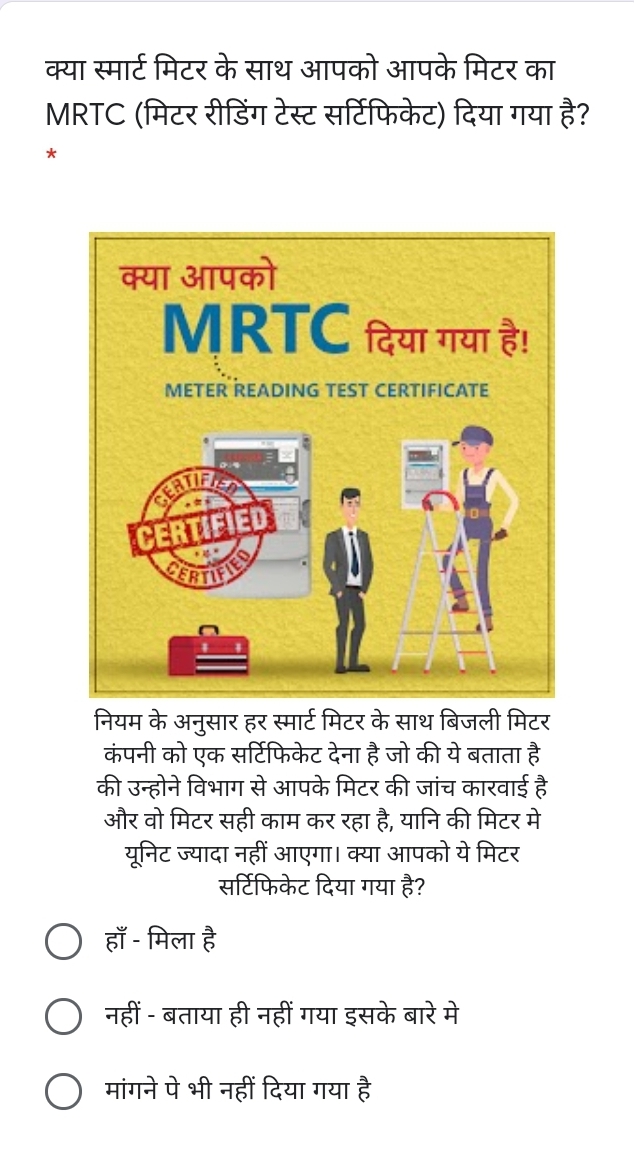 क्या स्मार्ट मिटर के साथ आपको आपके मिटर का
MRTC (मिटर रीडिंग टेस्ट सर्टिफिकेट) दिया गया है?
*
क्या आपको
MRTC दिया गया है!
METER READING TEST CERTIFICATE
CERTIFIED
CERTIFIED
CERTIFIED
नियम के अनुसार हर स्मार्ट मिटर के साथ बिजली मिटर
कंपनी को एक सर्टिफिकेट देना है जो की ये बताता है
की उन्होने विभाग से आपके मिटर की जांच कारवाई है
और वो मिटर सही काम कर रहा है, यानि की मिटर मे
यूनिट ज्यादा नहीं आएगा। क्या आपको ये मिटर
सर्टिफिकेट दिया गया है?
हाँ - मिला है
नहीं - बताया ही नहीं गया इसके बारे मे
मांगने पे भी नहीं दिया गया है